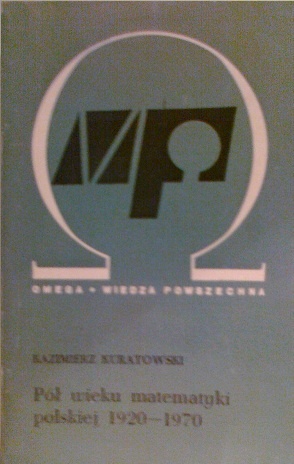 OMEGA • WIEDZA POWSZECHNA
KAZIMIERZ KURATOWSKI
Pół wieku matematyki
polskiej 1920—1970